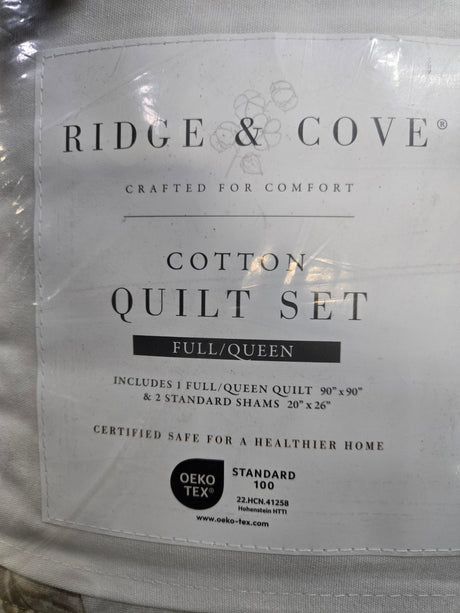 RIDGE & COVE®
CRAFTED FOR COMFORT
COTTON
QUILT SET
FULL/QUEEN
INCLUDES 1 FULL/QUEEN QUILT 90" x 90"
& 2 STANDARD SHAMS 20" x 26"
CERTIFIED SAFE FOR A HEALTHIER HOME
OEKO
TEX®
STANDARD
100
22.HCN.41258
Hohenstein HTTI
www.oeko-tex.com